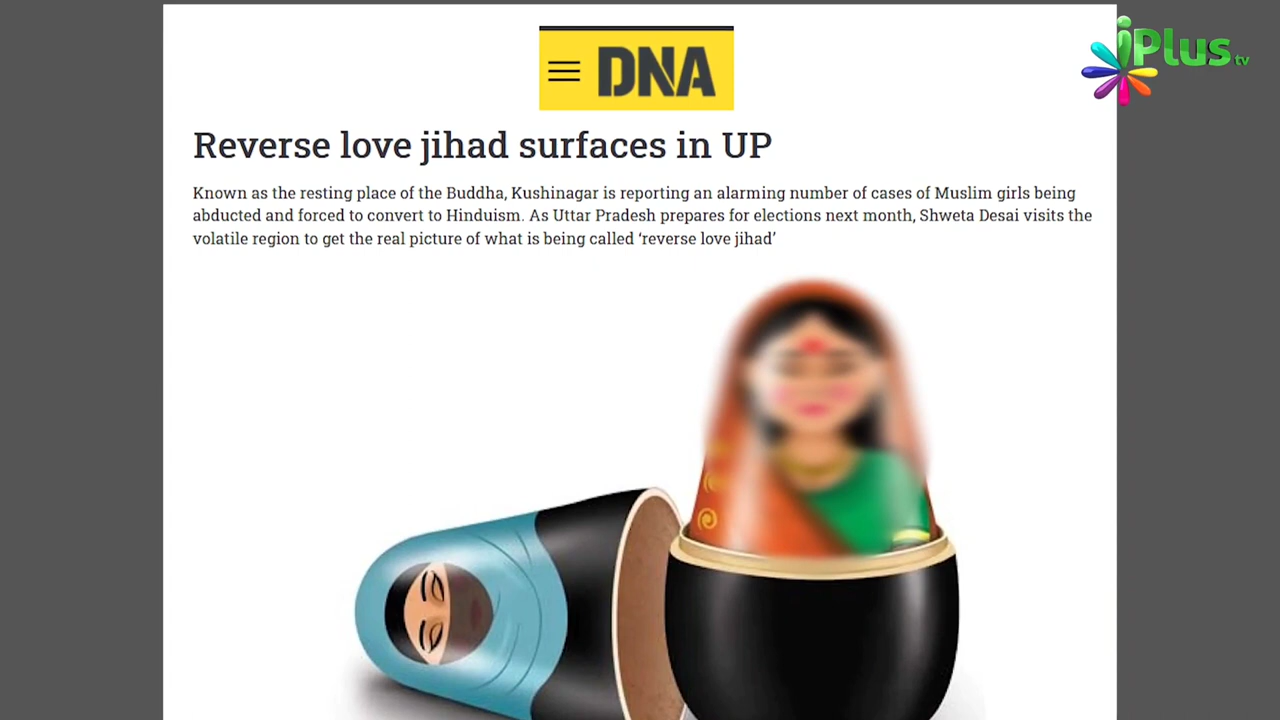 iPlus tv
DNA
Reverse love jihad surfaces in UP
Known as the resting place of the Buddha, Kushinagar is reporting an alarming number of cases of Muslim girls being
abducted and forced to convert to Hinduism. As Uttar Pradesh prepares for elections next month, Shweta Desai visits the
volatile region to get the real picture of what is being called ‘reverse love jihad’